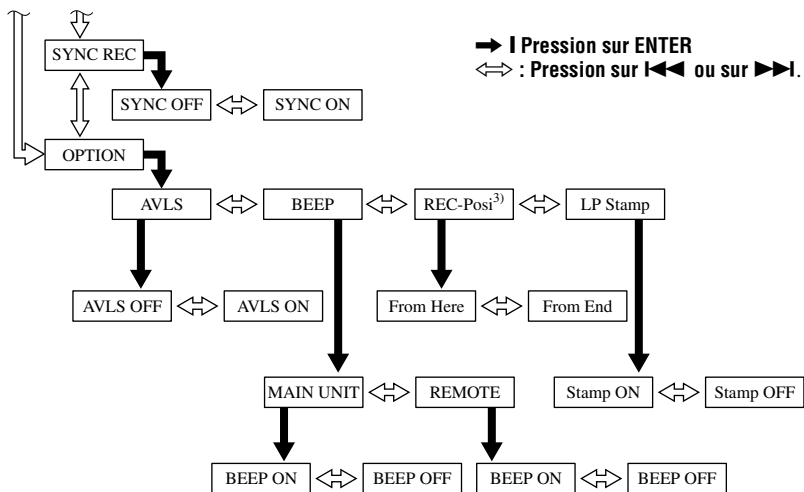 SYNC REC
➡ I Pression sur ENTER
⇔ : Pression sur I◀◀ ou sur ▶▶I.
SYNC OFF SYNC ON
OPTION
AVLS BEEP REC-Posi3) LP Stamp
AVLS OFF AVLS ON From Here From End
MAIN UNIT REMOTE Stamp ON Stamp OFF
BEEP ON BEEP OFF BEEP ON BEEP OFF